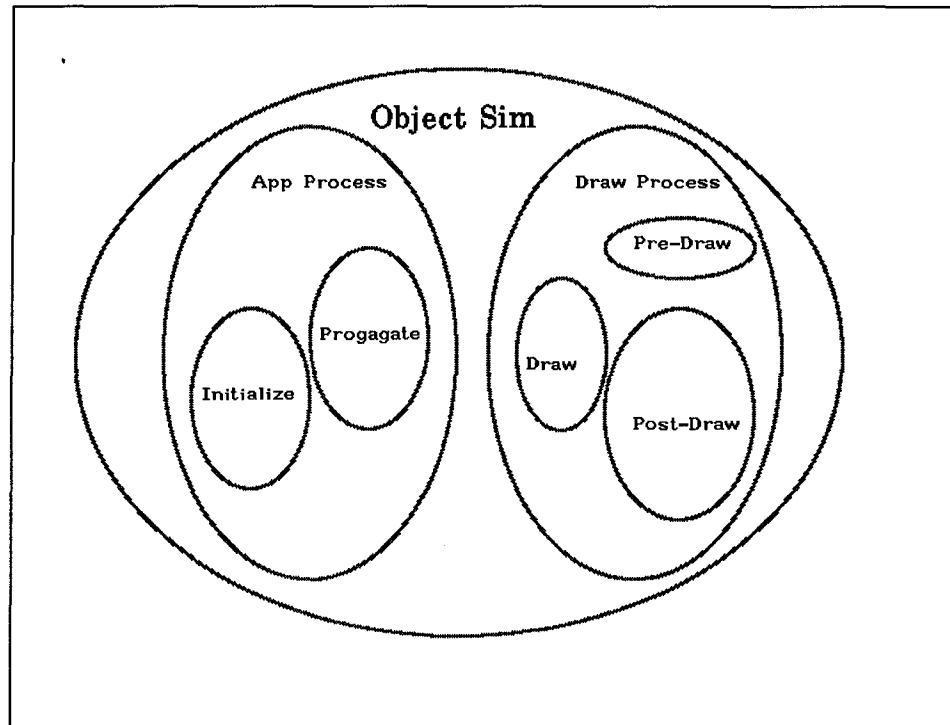 Object Sim
App Process
Draw Process
Pre-Draw
Progagate
Draw
Initialize
Post-Draw